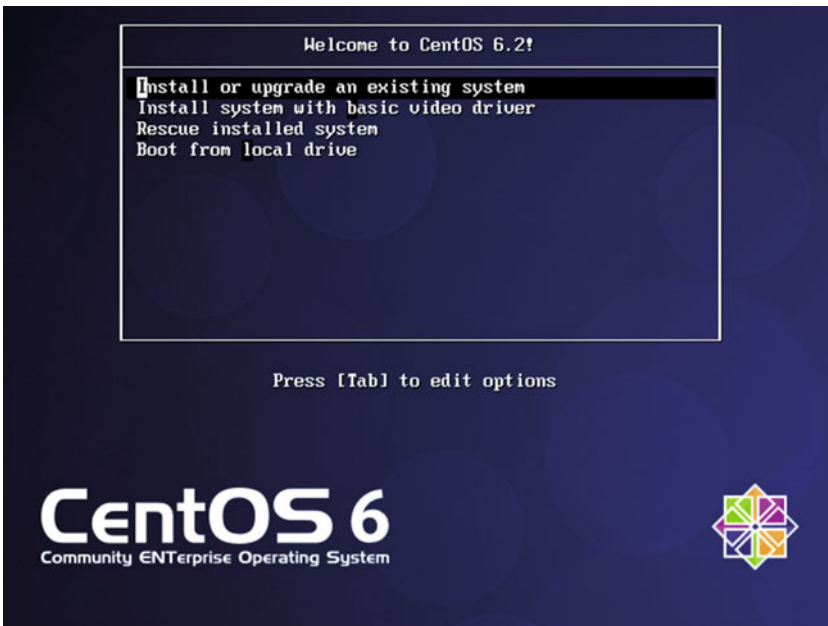 Welcome to CentOS 6.2!
Install or upgrade an existing system
Install system with basic video driver
Rescue installed system
Boot from local drive
Press [Tab] to edit options
CentOS 6
Community ENTerprise Operating System